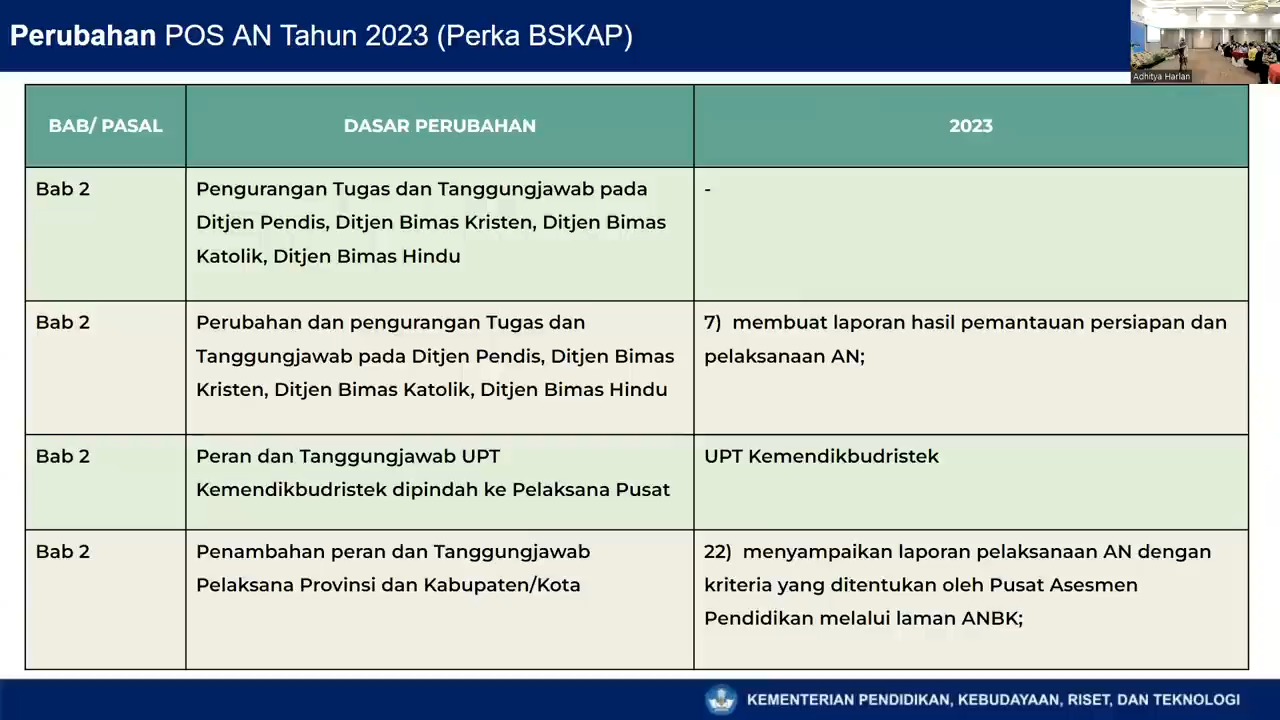 Perubahan POS AN Tahun 2023 (Perka BSKAP)
Adhitya Harlan
BAB/ PASAL
DASAR PERUBAHAN
2023
Bab 2
Pengurangan Tugas dan Tanggungjawab pada
Ditjen Pendis, Ditjen Bimas Kristen, Ditjen Bimas
Katolik, Ditjen Bimas Hindu
-
Bab 2
Perubahan dan pengurangan Tugas dan
Tanggungjawab pada Ditjen Pendis, Ditjen Bimas
Kristen, Ditjen Bimas Katolik, Ditjen Bimas Hindu
7) membuat laporan hasil pemantauan persiapan dan
pelaksanaan AN;
Bab 2
Peran dan Tanggungjawab UPT
Kemendikbudristek dipindah ke Pelaksana Pusat
UPT Kemendikbudristek
Bab 2
Penambahan peran dan Tanggungjawab
Pelaksana Provinsi dan Kabupaten/Kota
22) menyampaikan laporan pelaksanaan AN dengan
kriteria yang ditentukan oleh Pusat Asesmen
Pendidikan melalui laman ANBK;
KEMENTERIAN PENDIDIKAN, KEBUDAYAAN, RISET, DAN TEKNOLOGI